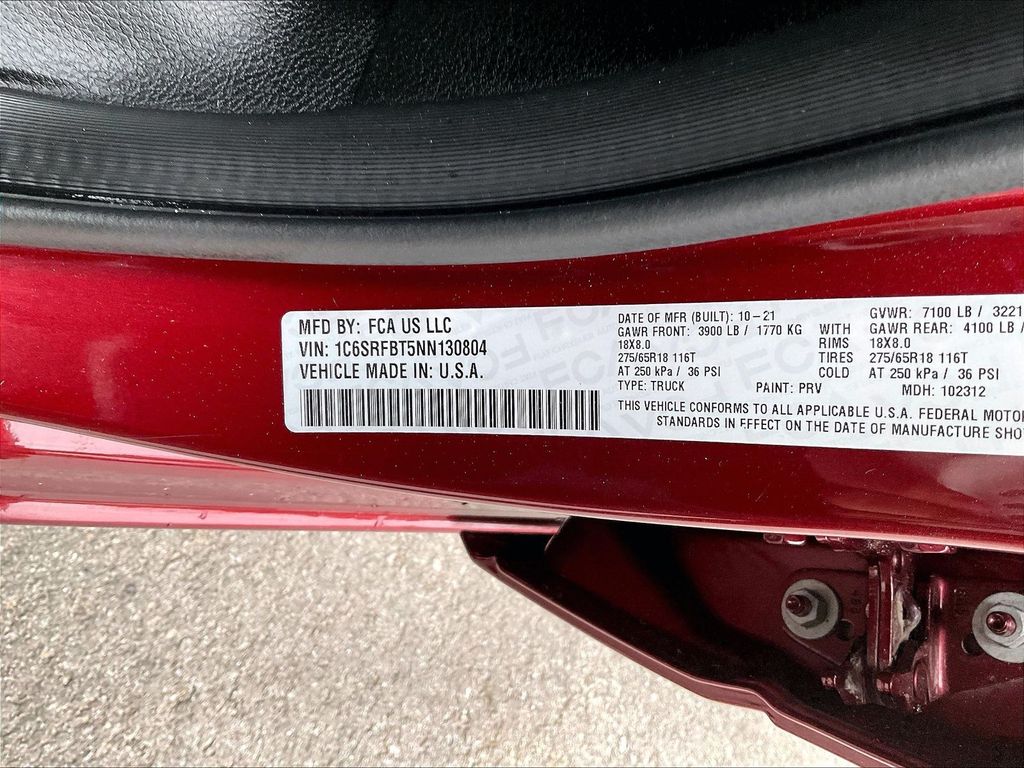 MFD BY: FCA US LLC
VIN: 1C6SRFBT5NN130804
VEHICLE MADE IN: U.S.A.
DATE OF MFR (BUILT): 10-21 GVWR: 7100 LB / 3221
GAWR FRONT: 3900 LB / 1770 KG WITH GAWR REAR: 4100 LB /
18X8.0 RIMS 18X8.0
275/65R18 116T TIRES 275/65R18 116T
AT 250 kPa / 36 PSI COLD AT 250 kPa / 36 PSI
TYPE: TRUCK PAINT: PRV MDH: 102312
THIS VEHICLE CONFORMS TO ALL APPLICABLE U.S.A. FEDERAL MOTOR
STANDARDS IN EFFECT ON THE DATE OF MANUFACTURE SHO